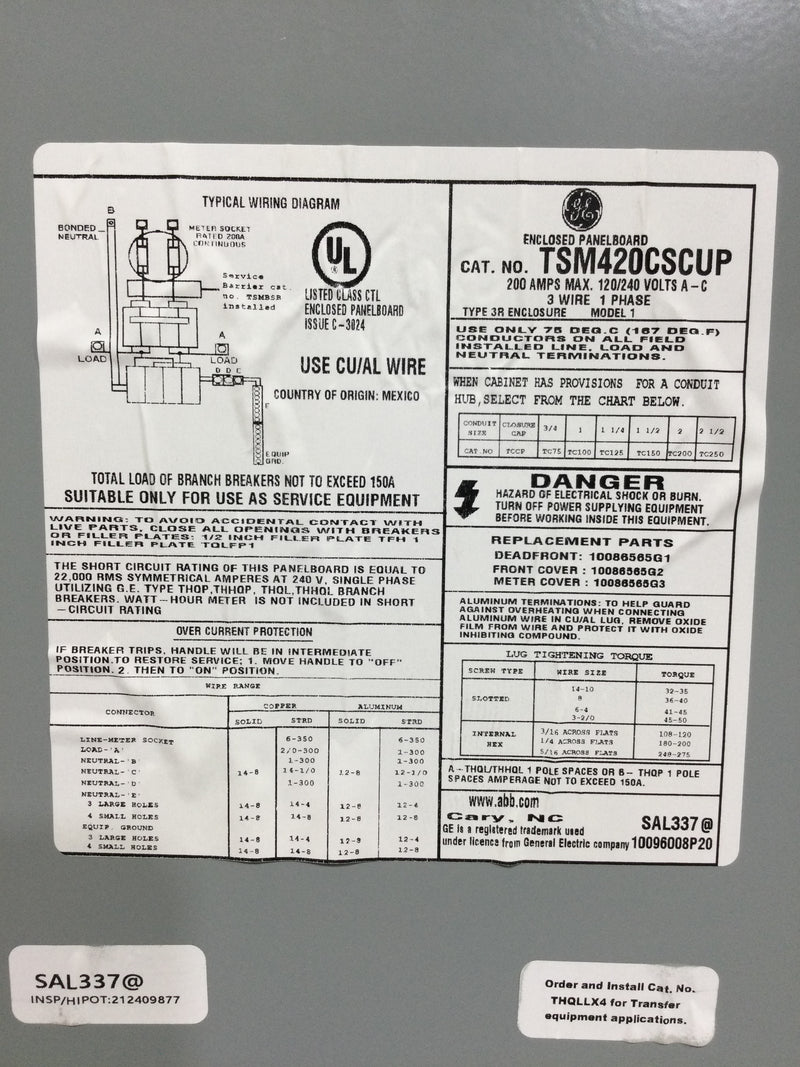 TYPICAL WIRING DIAGRAM
B
BONDED
NEUTRAL
METER SOCKET
RATED 200A
CONTINUOUS
Service
Barrier cat.
no. TSMBSR
installed
A
LOAD
A
LOAD
D D C
E
EQUIP
GRD.
UL
®
LISTED CLASS CTL
ENCLOSED PANELBOARD
ISSUE C-3024
USE CU/AL WIRE
COUNTRY OF ORIGIN: MEXICO
TOTAL LOAD OF BRANCH BREAKERS NOT TO EXCEED 150A
SUITABLE ONLY FOR USE AS SERVICE EQUIPMENT
WARNING: TO AVOID ACCIDENTAL CONTACT WITH
LIVE PARTS, CLOSE ALL OPENINGS WITH BREAKERS
OR FILLER PLATES: 1/2 INCH FILLER PLATE TFH 1
INCH FILLER PLATE TQLFP1
THE SHORT CIRCUIT RATING OF THIS PANELBOARD IS EQUAL TO
22,000 RMS SYMMETRICAL AMPERES AT 240 V, SINGLE PHASE
UTILIZING G.E. TYPE THQP,THHQP, THQL,THHQL BRANCH
BREAKERS. WATT-HOUR METER IS NOT INCLUDED IN SHORT
-CIRCUIT RATING
OVER CURRENT PROTECTION
IF BREAKER TRIPS, HANDLE WILL BE IN INTERMEDIATE
POSITION.TO RESTORE SERVICE; 1. MOVE HANDLE TO "OFF"
POSITION. 2. THEN TO "ON" POSITION.
WIRE RANGE
CONNECTOR COPPER ALUMINUM
SOLID STRD SOLID STRD
LINE-METER SOCKET 6-350 6-350
LOAD-'A' 2/0-300 1-300
NEUTRAL-'B' 1-300 1-300
NEUTRAL-'C' 14-8 14-1/0 12-8 12-1/0
NEUTRAL-'D' 1-300 1-300
NEUTRAL-'E'
3 LARGE HOLES 14-8 14-4 12-8 12-4
4 SMALL HOLES 14-8 14-8 12-8 12-8
EQUIP. GROUND
3 LARGE HOLES 14-8 14-4 12-8 12-4
4 SMALL HOLES 14-8 14-8 12-8 12-8
GE
ENCLOSED PANELBOARD
CAT. NO. TSM420CSCUP
200 AMPS MAX. 120/240 VOLTS A-C
3 WIRE 1 PHASE
TYPE 3R ENCLOSURE MODEL 1
USE ONLY 75 DEG.C (167 DEG.F)
CONDUCTORS ON ALL FIELD
INSTALLED LINE, LOAD AND
NEUTRAL TERMINATIONS.
WHEN CABINET HAS PROVISIONS FOR A CONDUIT
HUB,SELECT FROM THE CHART BELOW.
CONDUIT SIZE CLOSURE CAP 3/4 1 1 1/4 1 1/2 2 2 1/2
CAT.NO TCCP TC75 TC100 TC125 TC150 TC200 TC250
DANGER
HAZARD OF ELECTRICAL SHOCK OR BURN.
TURN OFF POWER SUPPLYING EQUIPMENT
BEFORE WORKING INSIDE THIS EQUIPMENT.
REPLACEMENT PARTS
DEADFRONT: 10086565G1
FRONT COVER : 10086565G2
METER COVER : 10086565G3
ALUMINUM TERMINATIONS: TO HELP GUARD
AGAINST OVERHEATING WHEN CONNECTING
ALUMINUM WIRE IN CU/AL LUG, REMOVE OXIDE
FILM FROM WIRE AND PROTECT IT WITH OXIDE
INHIBITING COMPOUND.
LUG TIGHTENING TORQUE
SCREW TYPE WIRE SIZE TORQUE
SLOTTED 14-10 32-35
8 36-40
6-4 41-45
3-2/0 45-50
INTERNAL HEX 3/16 ACROSS FLATS 108-120
1/4 ACROSS FLATS 180-200
5/16 ACROSS FLATS 248-275
A-THQL/THHQL 1 POLE SPACES OR B- THQP 1 POLE
SPACES AMPERAGE NOT TO EXCEED 150A.
www.abb.com
Cary, NC
GE is a registered trademark used
under licence from General Electric company
SAL337@
10096008P20
SAL337@
INSP/HIPOT:212409877
Order and Install Cat. No.
THQLLX4 for Transfer
equipment applications.